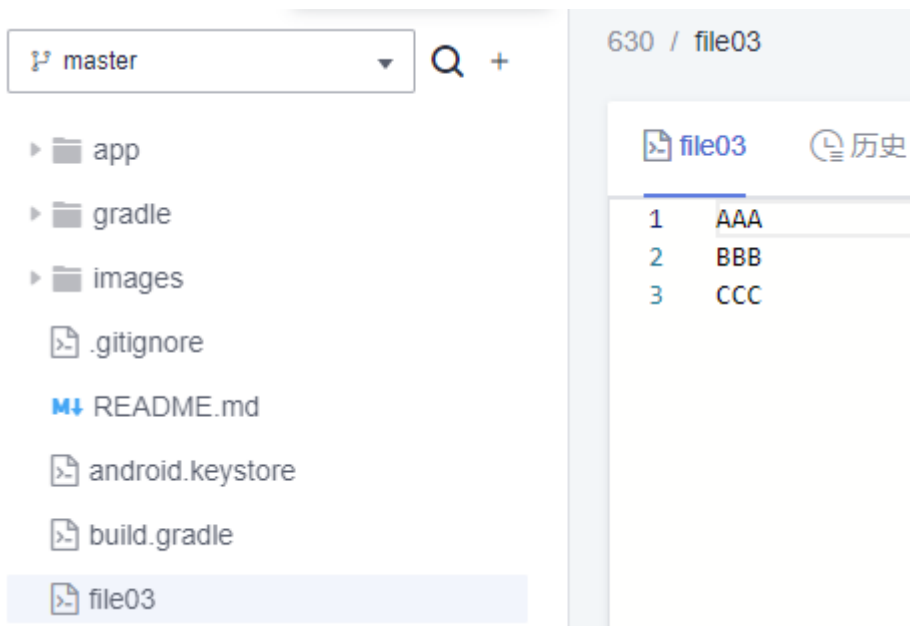 master
+
app
gradle
images
.gitignore
M↓ README.md
android.keystore
build.gradle
file03
630 / file03
file03 历史
1 AAA
2 BBB
3 CCC